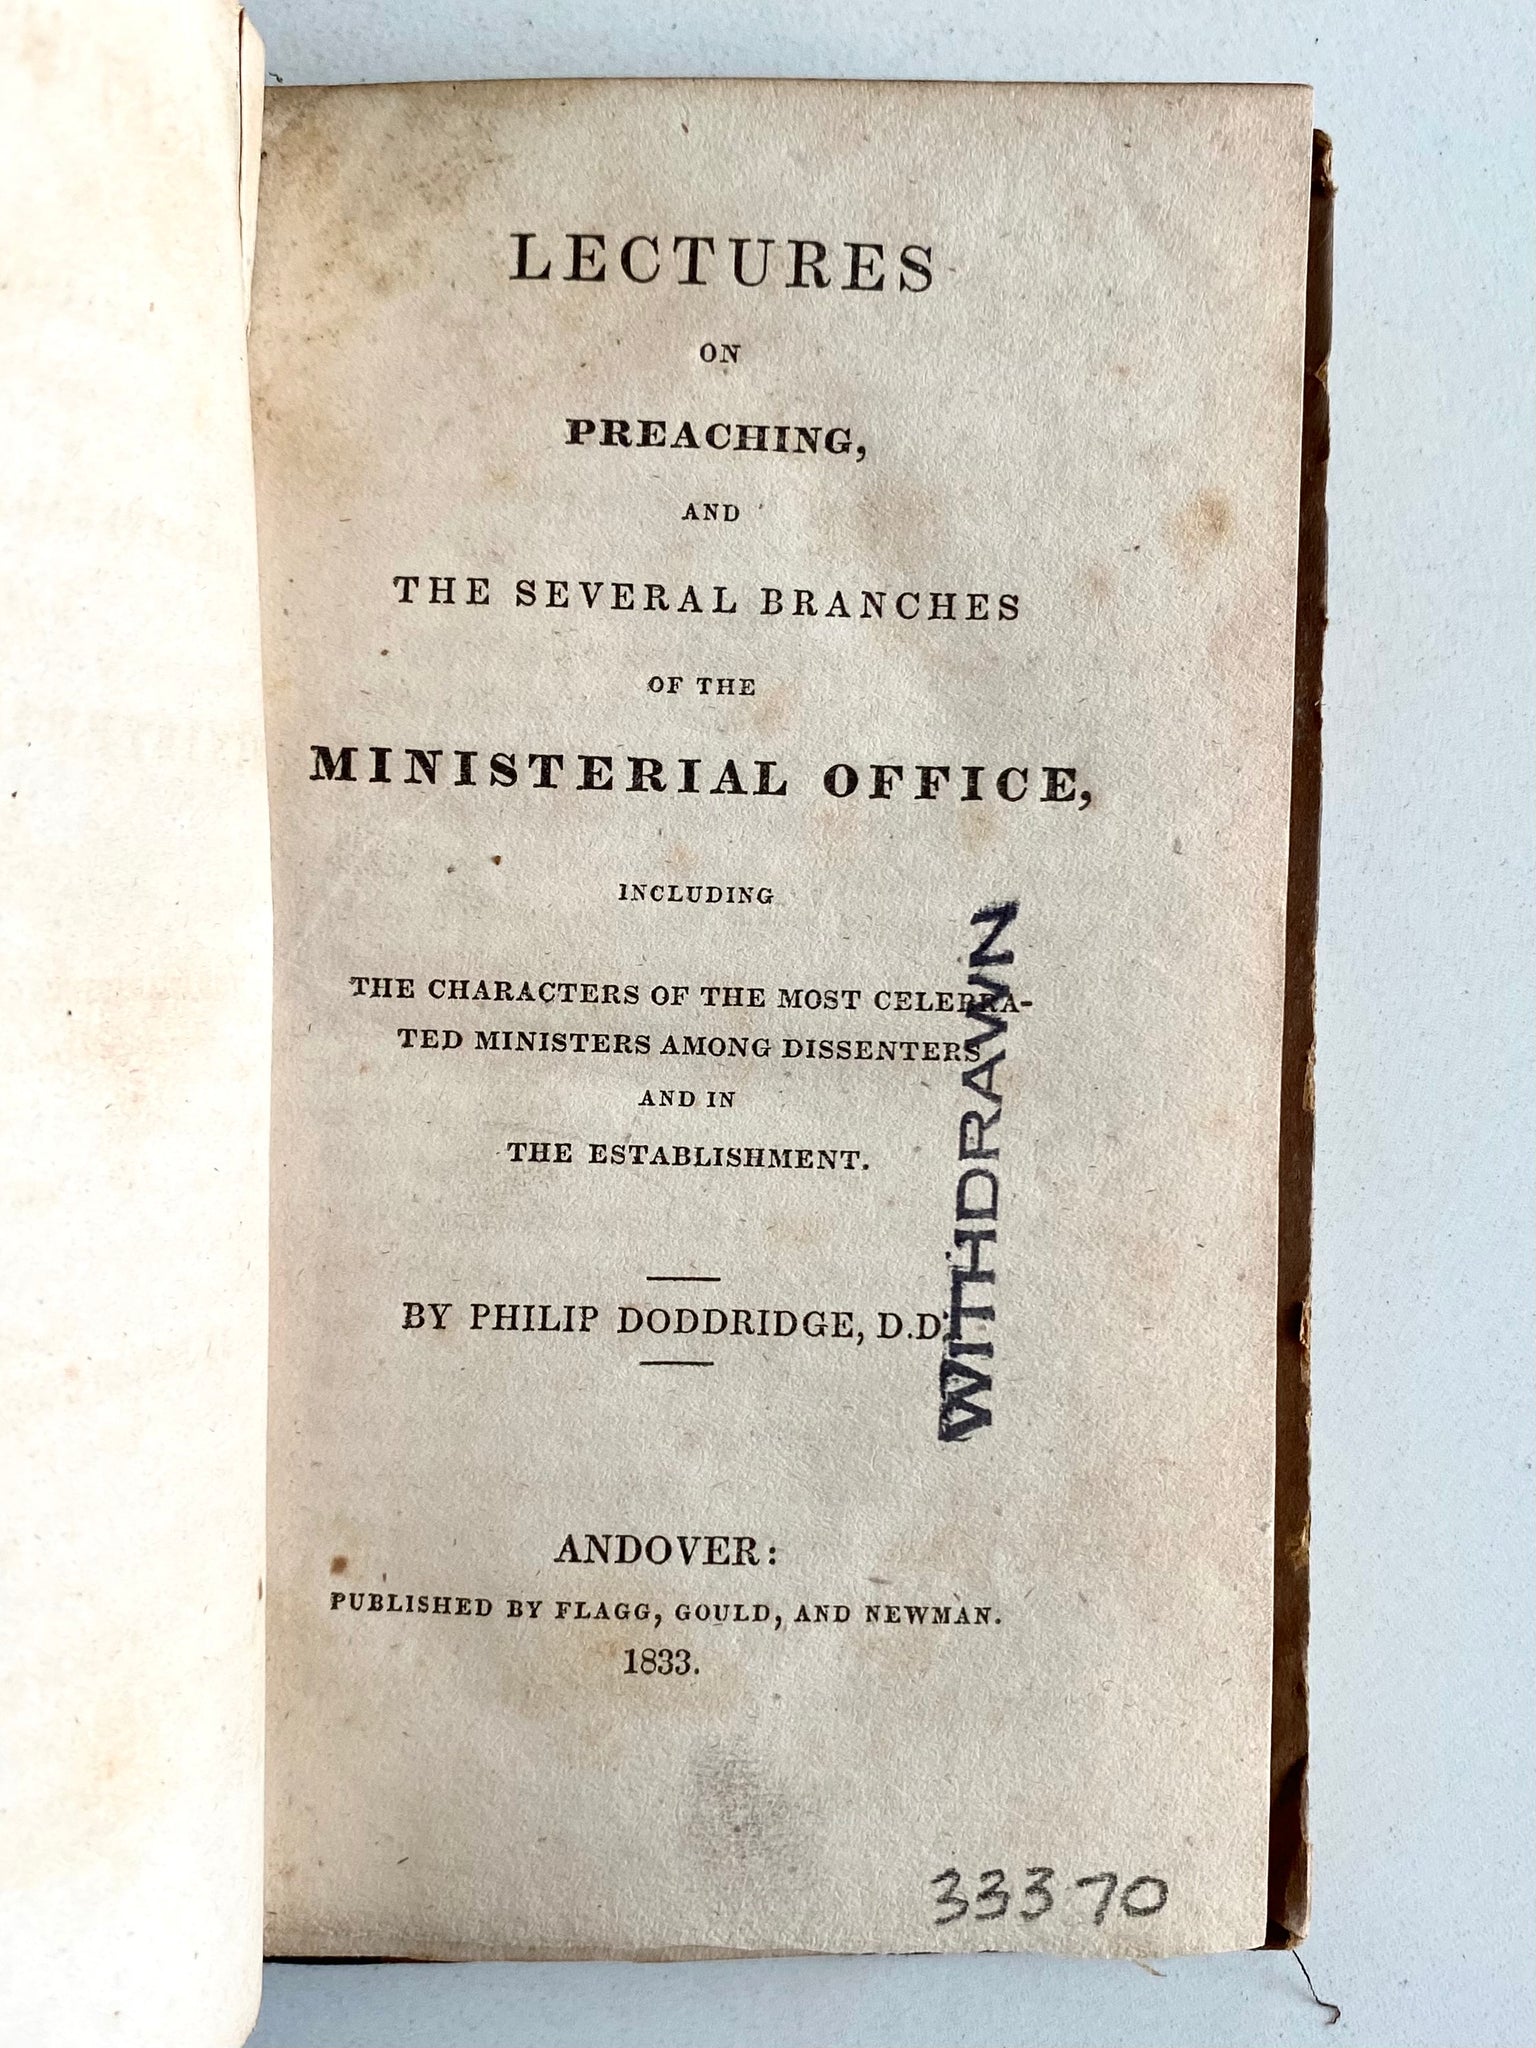 LECTURES
ON
PREACHING,
AND
THE SEVERAL BRANCHES
OF THE
MINISTERIAL OFFICE,
INCLUDING
THE CHARACTERS OF THE MOST CELEBRA-
TED MINISTERS AMONG DISSENTERS
AND IN
THE ESTABLISHMENT.
BY PHILIP DODDRIDGE, D.D.
WITHDRAWN
ANDOVER:
PUBLISHED BY FLAGG, GOULD, AND NEWMAN.
1833.
33370